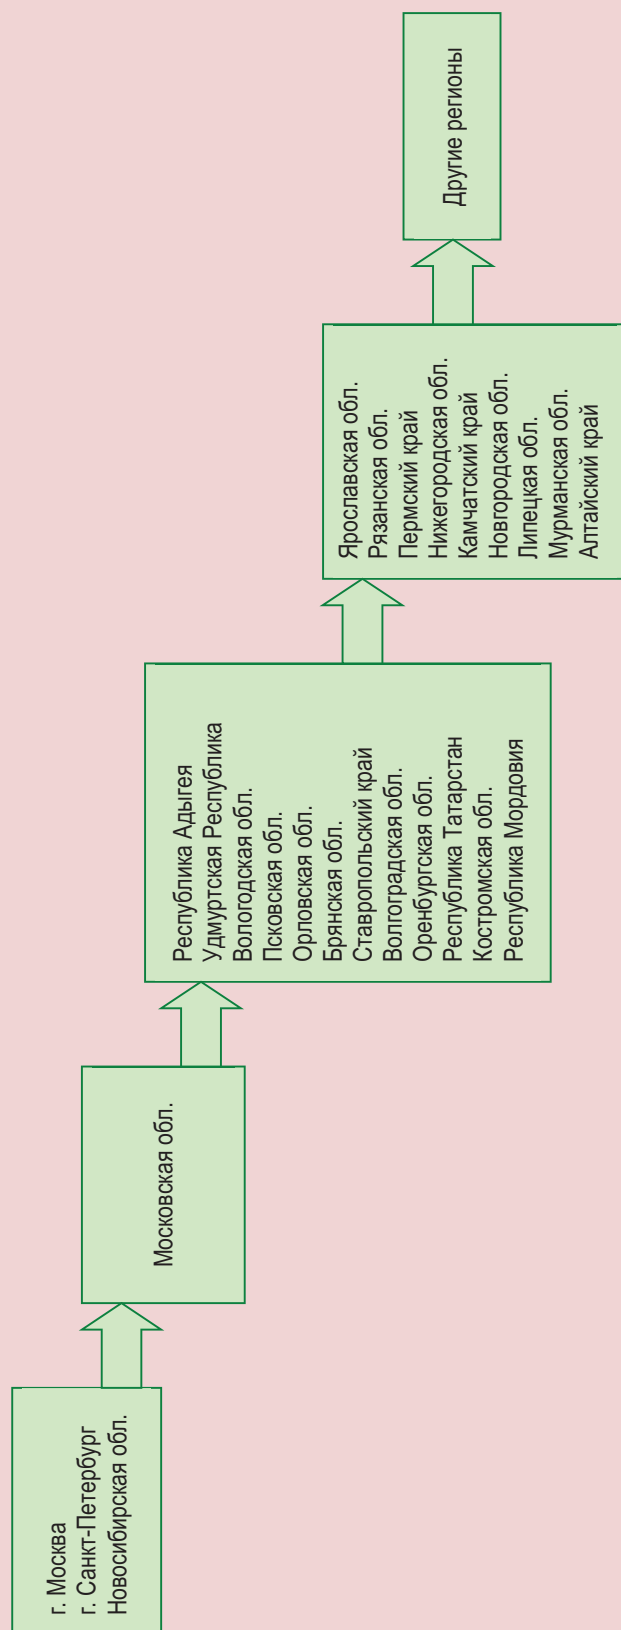 г. Москва
г. Санкт-Петербург
Новосибирская обл.
Московская обл.
Республика Адыгея
Удмуртская Республика
Вологодская обл.
Псковская обл.
Орловская обл.
Брянская обл.
Ставропольский край
Волгоградская обл.
Оренбургская обл.
Республика Татарстан
Костромская обл.
Республика Мордовия
Ярославская обл.
Рязанская обл.
Пермский край
Нижегородская обл.
Камчатский край
Новгородская обл.
Липецкая обл.
Мурманская обл.
Алтайский край
Другие регионы